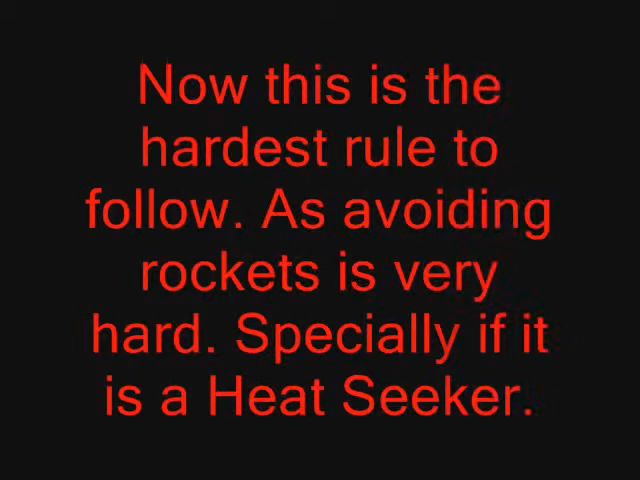 Now this is the
hardest rule to
follow. As avoiding
rockets is very
hard. Specially if it
is a Heat Seeker.